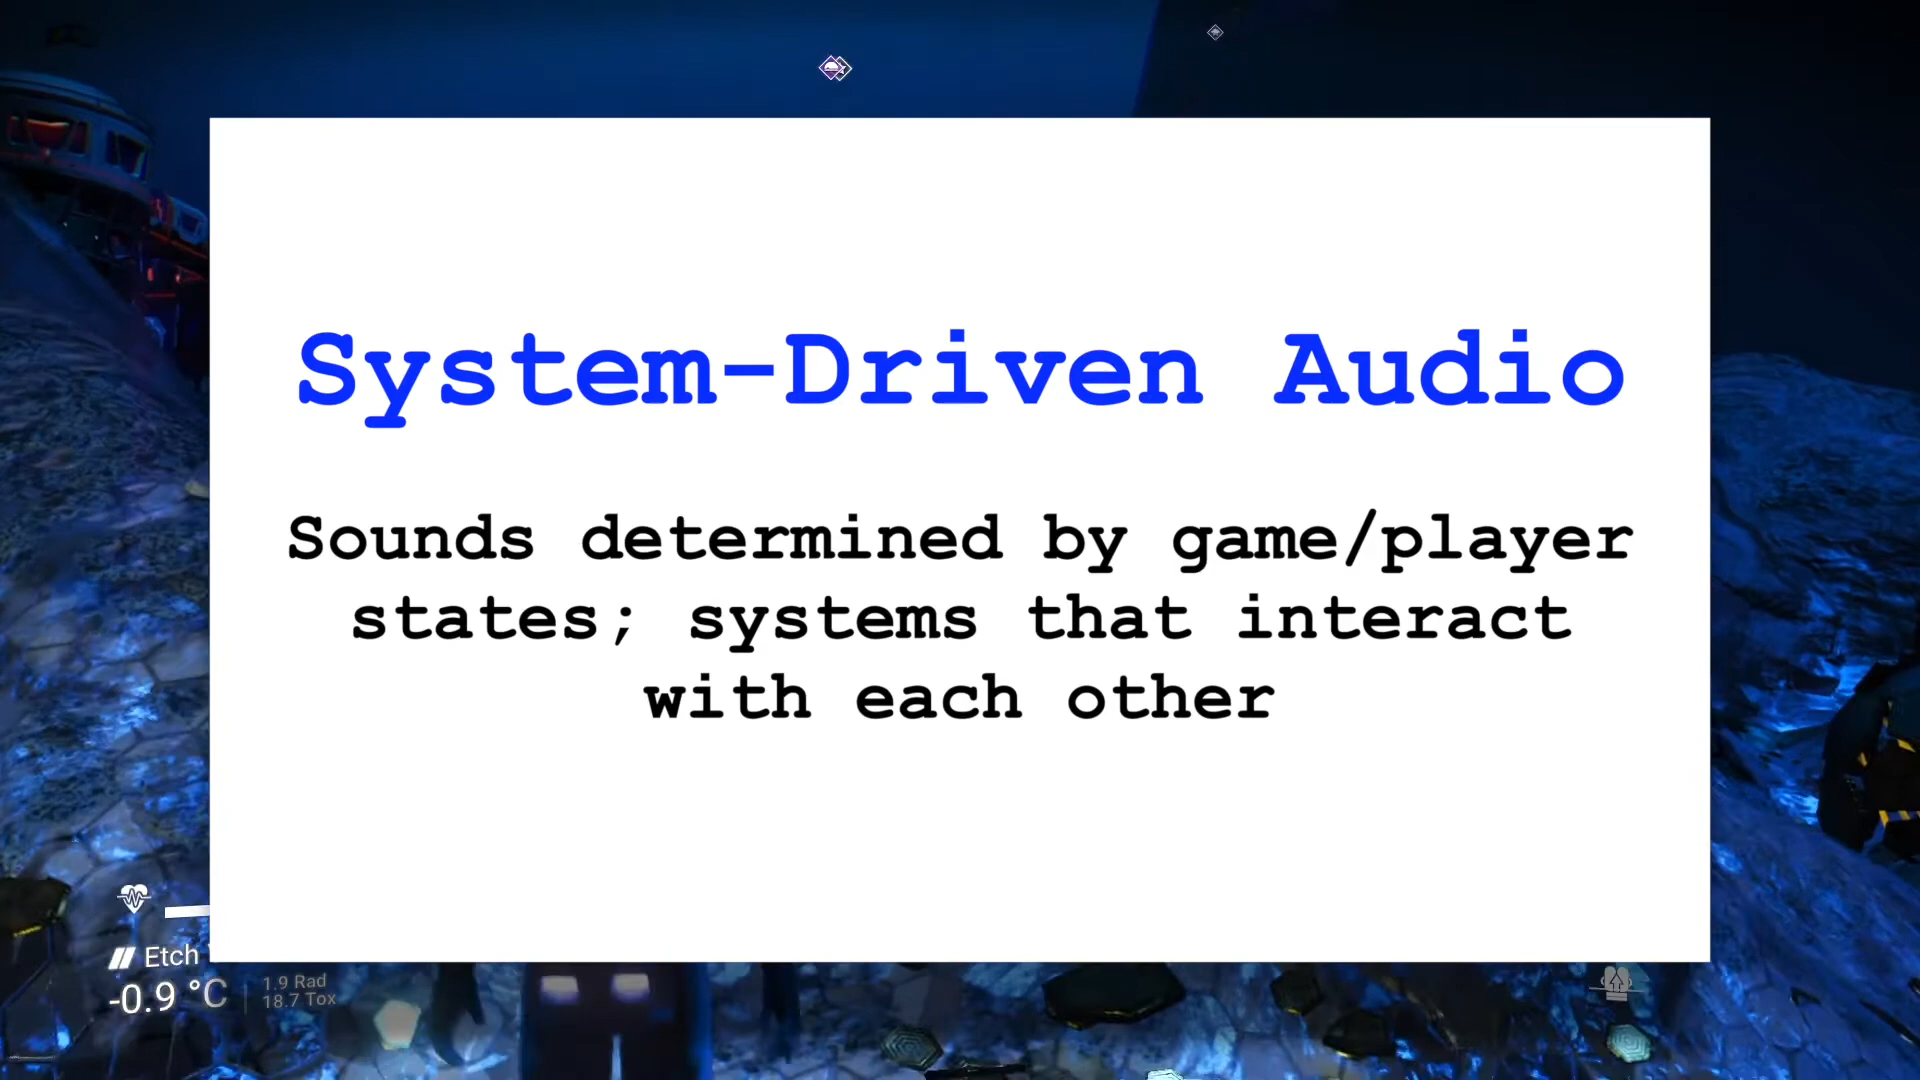 System-Driven Audio
Sounds determined by game/player
states; systems that interact
with each other
Etch
-0.9 °C
1.9 Rad
18.7 Tox